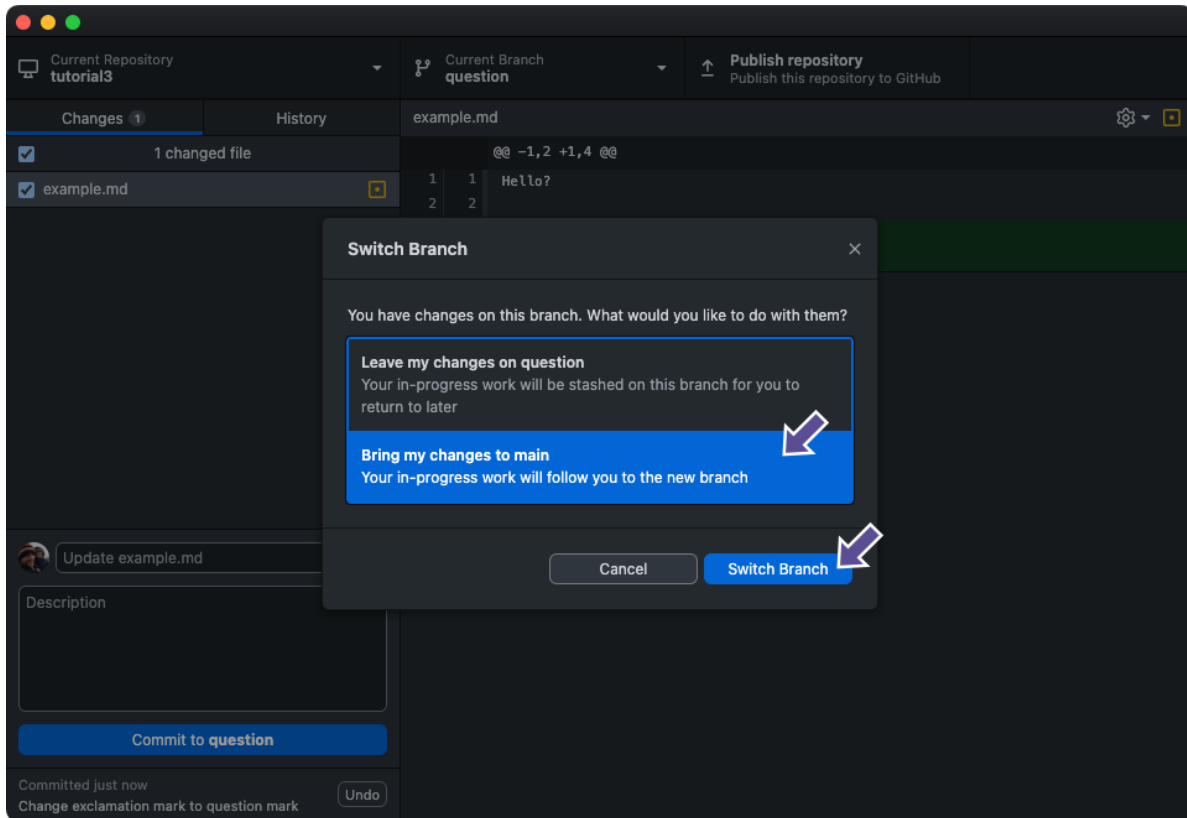 Current Repository
tutorial3
Current Branch
question
Publish repository
Publish this repository to GitHub
Changes 1
History
example.md
1 changed file
@@ -1,2 +1,4 @@
example.md
1 1 Hello?
2 2
Switch Branch
You have changes on this branch. What would you like to do with them?
Leave my changes on question
Your in-progress work will be stashed on this branch for you to
return to later
Bring my changes to main
Your in-progress work will follow you to the new branch
Cancel
Switch Branch
Update example.md
Description
Commit to question
Committed just now
Change exclamation mark to question mark
Undo